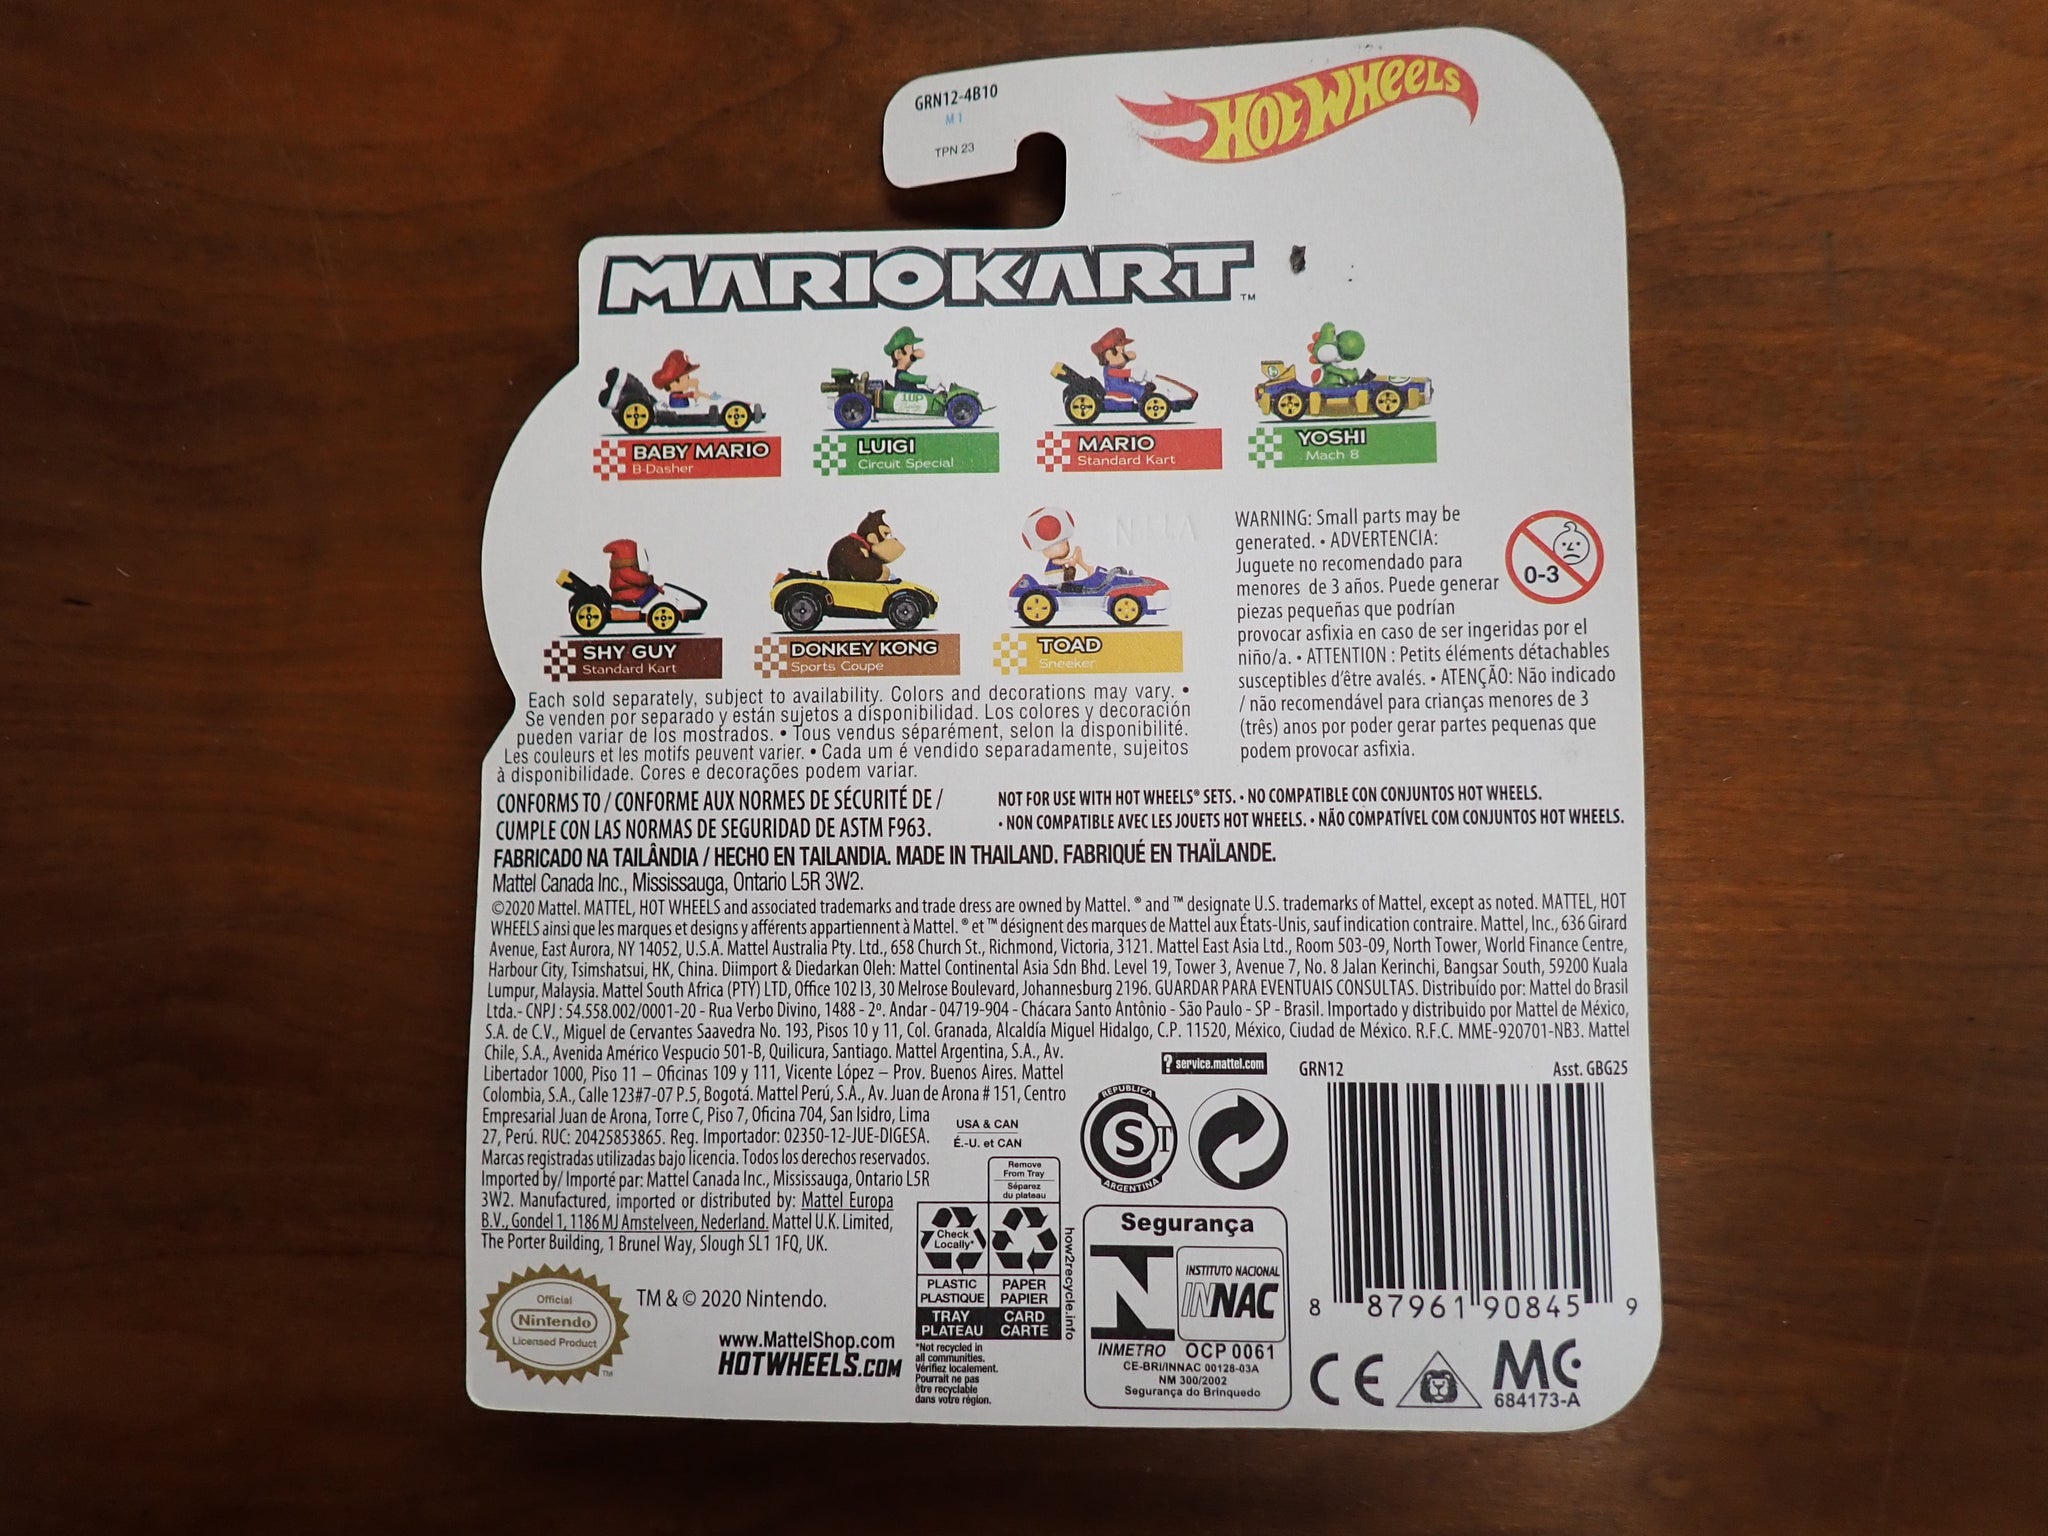 GRN12-4B10
M1
TPN 23
HOT WHEELS
MARIOKART™
BABY MARIO
B-Dasher
LUIGI
Circuit Special
MARIO
Standard Kart
YOSHI
Mach 8
1UP
SHY GUY
Standard Kart
DONKEY KONG
Sports Coupe
TOAD
Sneeker
WARNING: Small parts may be
generated. • ADVERTENCIA:
Juguete no recomendado para
menores de 3 años. Puede generar
piezas pequeñas que podrían
provocar asfixia en caso de ser ingeridas por el
niño/a. • ATTENTION : Petits éléments détachables
susceptibles d'être avalés. • ATENÇÃO: Não indicado
/ não recomendável para crianças menores de 3
(três) anos por poder gerar partes pequenas que
podem provocar asfixia.
0-3
Each sold separately, subject to availability. Colors and decorations may vary. •
Se venden por separado y están sujetos a disponibilidad. Los colores y decoración
pueden variar de los mostrados. • Tous vendus séparément, selon la disponibilité.
Les couleurs et les motifs peuvent varier. • Cada um é vendido separadamente, sujeitos
à disponibilidade. Cores e decorações podem variar.
CONFORMS TO / CONFORME AUX NORMES DE SÉCURITÉ DE /
CUMPLE CON LAS NORMAS DE SEGURIDAD DE ASTM F963.
NOT FOR USE WITH HOT WHEELS® SETS. • NO COMPATIBLE CON CONJUNTOS HOT WHEELS.
• NON COMPATIBLE AVEC LES JOUETS HOT WHEELS. • NÃO COMPATÍVEL COM CONJUNTOS HOT WHEELS.
FABRICADO NA TAILÂNDIA / HECHO EN TAILANDIA. MADE IN THAILAND. FABRIQUÉ EN THAÏLANDE.
Mattel Canada Inc., Mississauga, Ontario L5R 3W2.
©2020 Mattel. MATTEL, HOT WHEELS and associated trademarks and trade dress are owned by Mattel. ® and ™ designate U.S. trademarks of Mattel, except as noted. MATTEL, HOT
WHEELS ainsi que les marques et designs y afférents appartiennent à Mattel. ® et ™ désignent des marques de Mattel aux États-Unis, sauf indication contraire. Mattel, Inc., 636 Girard
Avenue, East Aurora, NY 14052, U.S.A. Mattel Australia Pty. Ltd., 658 Church St., Richmond, Victoria, 3121. Mattel East Asia Ltd., Room 503-09, North Tower, World Finance Centre,
Harbour City, Tsimshatsui, HK, China. Diimport & Diedarkan Oleh: Mattel Continental Asia Sdn Bhd. Level 19, Tower 3, Avenue 7, No. 8 Jalan Kerinchi, Bangsar South, 59200 Kuala
Lumpur, Malaysia. Mattel South Africa (PTY) LTD, Office 102 I3, 30 Melrose Boulevard, Johannesburg 2196. GUARDAR PARA EVENTUAIS CONSULTAS. Distribuído por: Mattel do Brasil
Ltda.- CNPJ : 54.558.002/0001-20 - Rua Verbo Divino, 1488 - 2º. Andar - 04719-904 - Chácara Santo Antônio - São Paulo - SP - Brasil. Importado y distribuido por Mattel de México,
S.A. de C.V., Miguel de Cervantes Saavedra No. 193, Pisos 10 y 11, Col. Granada, Alcaldía Miguel Hidalgo, C.P. 11520, México, Ciudad de México. R.F.C. MME-920701-NB3. Mattel
Chile, S.A., Avenida Américo Vespucio 501-B, Quilicura, Santiago. Mattel Argentina, S.A., Av.
Libertador 1000, Piso 11 – Oficinas 109 y 111, Vicente López – Prov. Buenos Aires. Mattel
Colombia, S.A., Calle 123#7-07 P.5, Bogotá. Mattel Perú, S.A., Av. Juan de Arona # 151, Centro
Empresarial Juan de Arona, Torre C, Piso 7, Oficina 704, San Isidro, Lima
27, Perú. RUC: 20425853865. Reg. Importador: 02350-12-JUE-DIGESA.
Marcas registradas utilizadas bajo licencia. Todos los derechos reservados.
Imported by/ Importé par: Mattel Canada Inc., Mississauga, Ontario L5R
3W2. Manufactured, imported or distributed by: Mattel Europa
B.V., Gondel 1, 1186 MJ Amstelveen, Nederland. Mattel U.K. Limited,
The Porter Building, 1 Brunel Way, Slough SL1 1FQ, UK.
? service.mattel.com
GRN12
Asst. GBG25
8 87961 90845 9
REPUBLICA
S T
ARGENTINA
USA & CAN
É.-U. et CAN
Remove
From Tray
Séparez
du plateau
Check
Locally*
PLASTIC
PLASTIQUE
PAPER
PAPIER
TRAY
PLATEAU
CARD
CARTE
how2recycle.info
*Not recycled in
all communities.
Vérifiez localement.
Pourrait ne pas
être recyclable
dans votre région.
Segurança
INSTITUTO NACIONAL
INNAC
INMETRO OCP 0061
CE-BRI/INNAC 00128-03A
NM 300/2002
Segurança do Brinquedo
Official
Nintendo
Licensed Product
TM
TM & © 2020 Nintendo.
www.MattelShop.com
HOTWHEELS.COM
CE
MC
684173-A